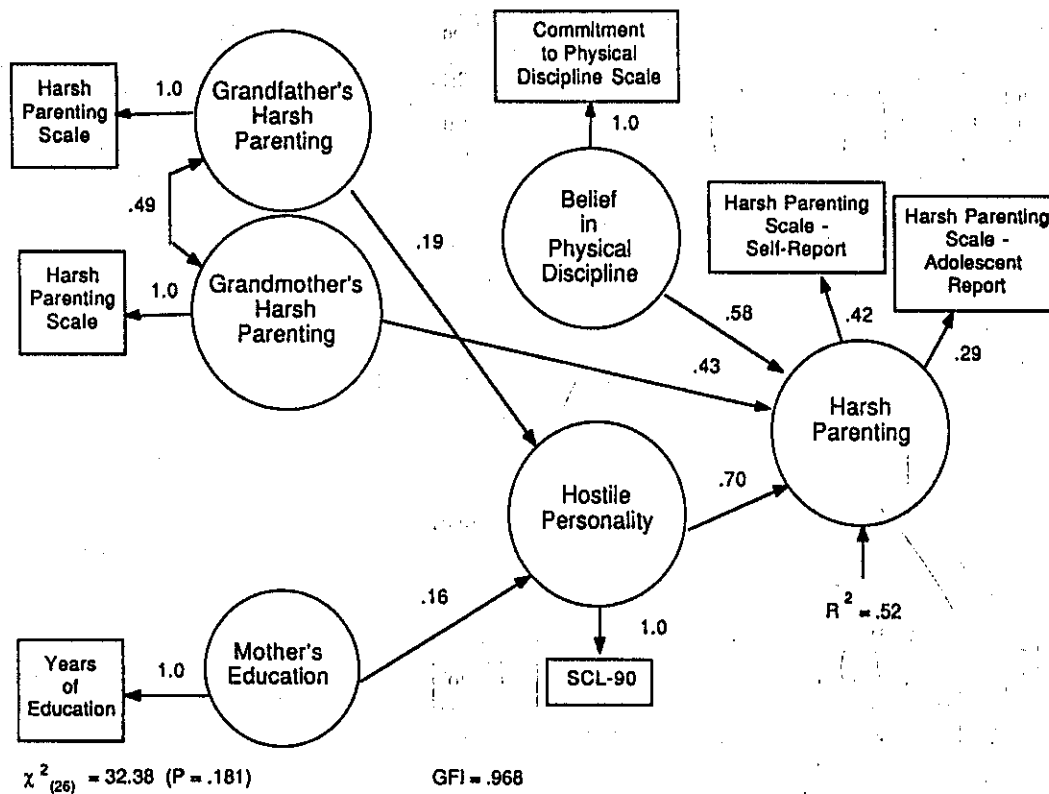 Commitment
to Physical
Discipline Scale
1.0
Harsh
Parenting
Scale
1.0
Grandfather's
Harsh
Parenting
.49
Harsh
Parenting
Scale
1.0
Grandmother's
Harsh
Parenting
.19
Belief
in
Physical
Discipline
Harsh Parenting
Scale -
Self-Report
Harsh Parenting
Scale -
Adolescent
Report
.58
.42
.29
.43
Harsh
Parenting
Hostile
Personality
.70
R² = .52
.16
1.0
SCL-90
Years
of
Education
1.0
Mother's
Education
χ²(26) = 32.38 (P = .181)
GFI = .968